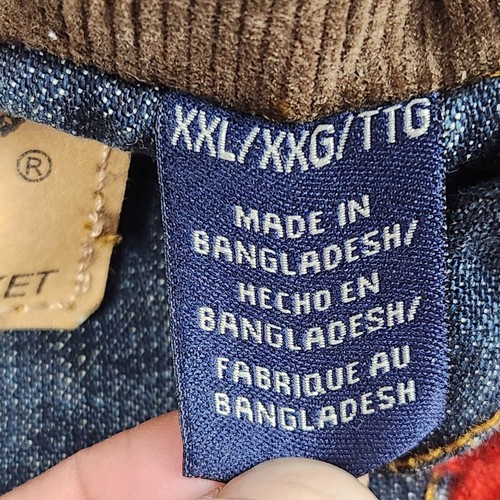 XXL/XXG/TTG
MADE IN
BANGLADESH/
HECHO EN
BANGLADESH/
FABRIQUE AU
BANGLADESH
®